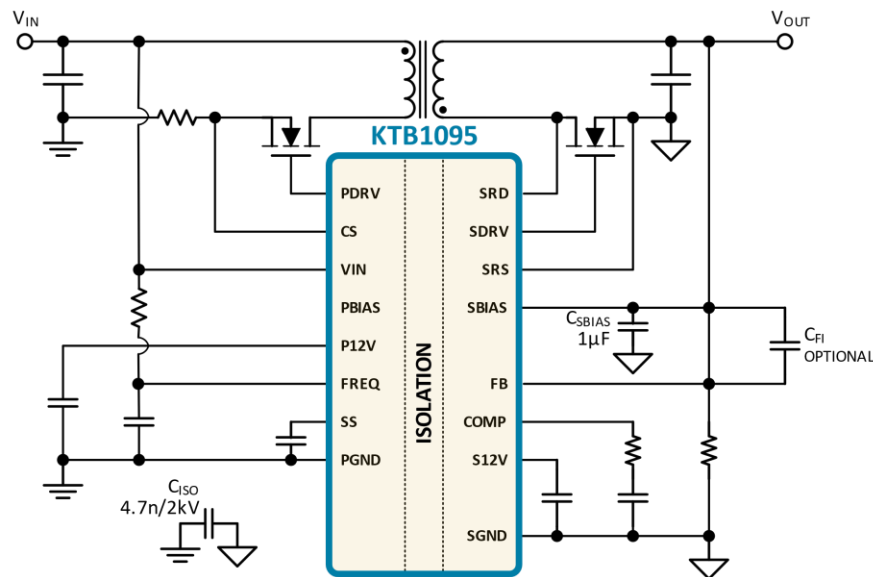 VIN
VOUT
KTB1095
PDRV
CS
VIN
PBIAS
P12V
FREQ
SS
PGND
ISOLATION
SRD
SDRV
SRS
SBIAS
FB
COMP
S12V
SGND
CSBIAS
1µF
CFI
OPTIONAL
CISO
4.7n/2kV